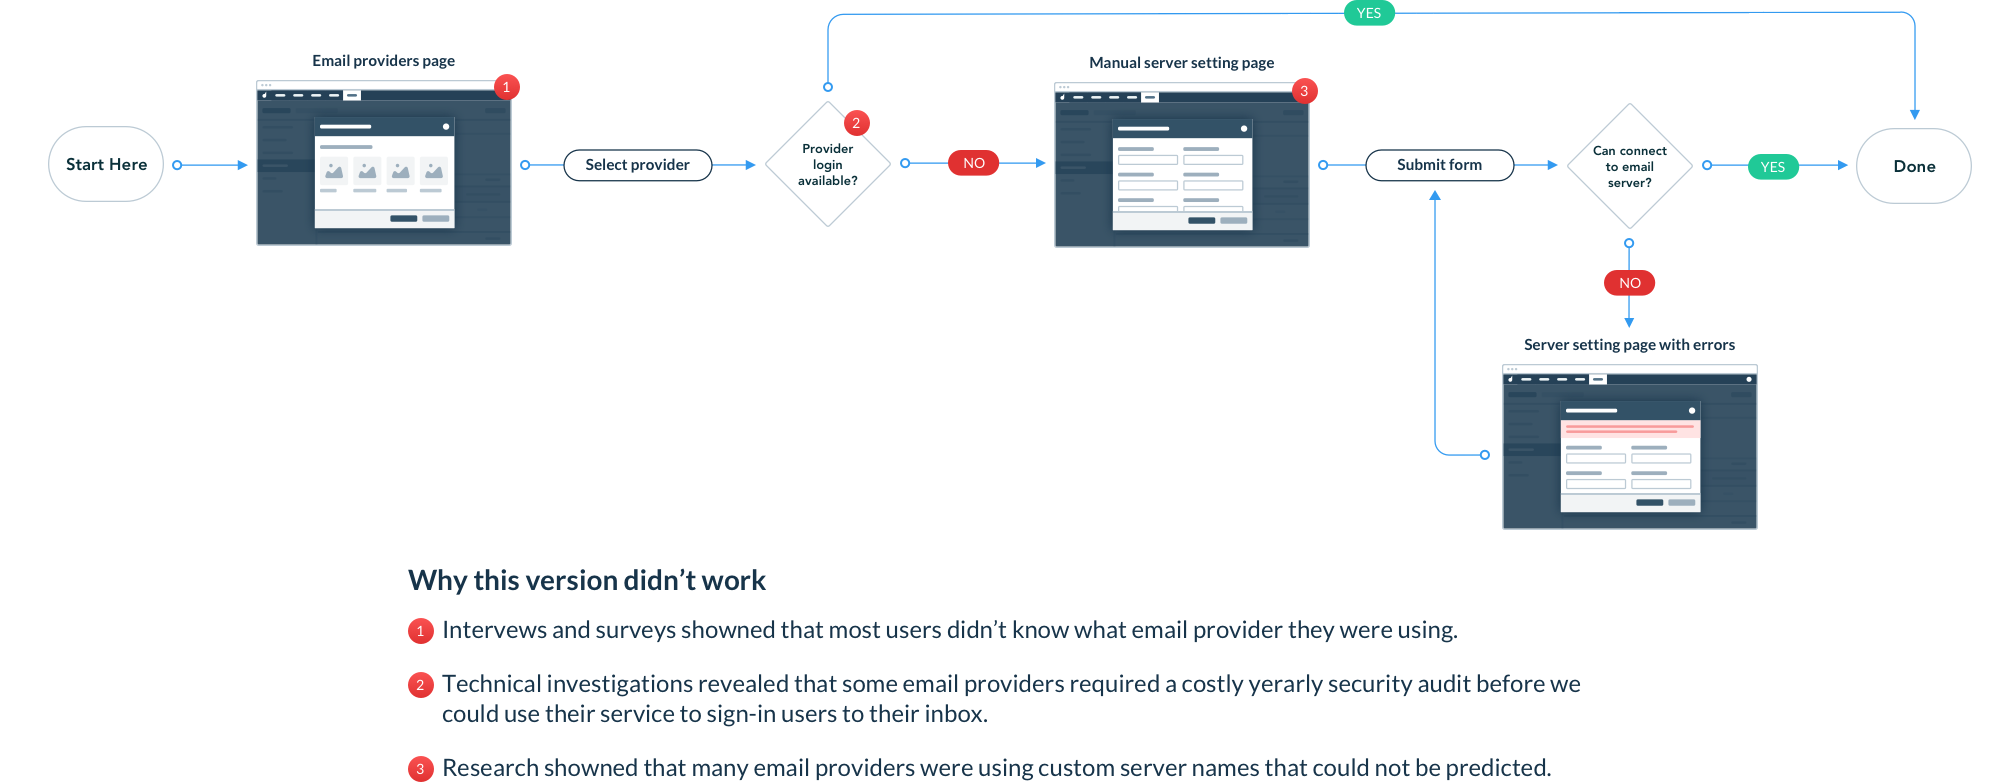 YES
Email providers page
1
Manual server setting page
3
Start Here
Select provider
2
Provider
login
available?
NO
Submit form
Can connect
to email
server?
YES
Done
NO
Server setting page with errors
Why this version didn’t work
1 Intervews and surveys showned that most users didn’t know what email provider they were using.
2 Technical investigations revealed that some email providers required a costly yerarly security audit before we
could use their service to sign-in users to their inbox.
3 Research showned that many email providers were using custom server names that could not be predicted.